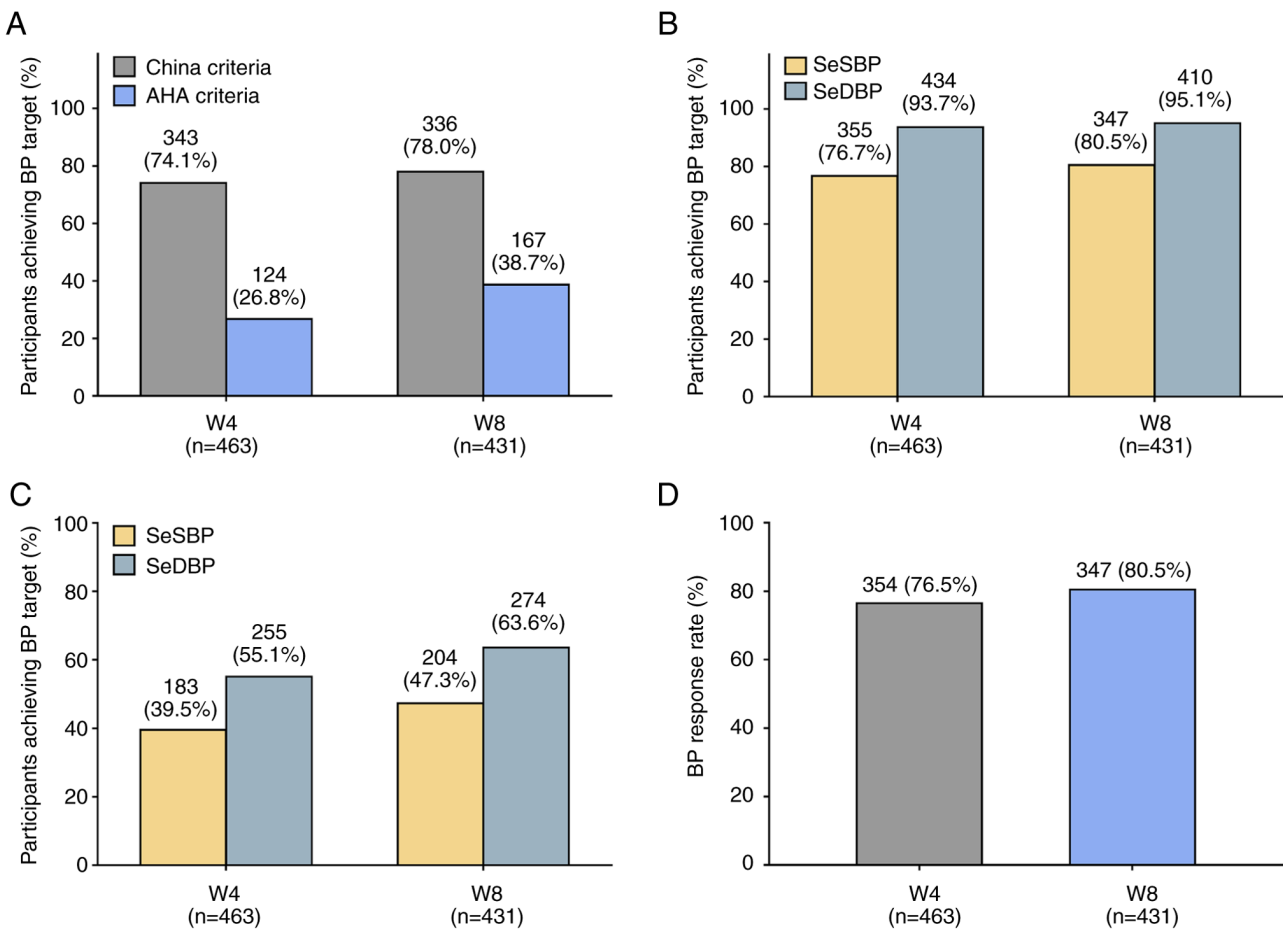 A
Participants achieving BP target (%)
China criteria
AHA criteria
100
80
60
40
20
0
343
(74.1%)
124
(26.8%)
336
(78.0%)
167
(38.7%)
W4
(n=463)
W8
(n=431)
B
Participants achieving BP target (%)
SeSBP
SeDBP
100
80
60
40
20
0
355
(76.7%)
434
(93.7%)
347
(80.5%)
410
(95.1%)
W4
(n=463)
W8
(n=431)
C
Participants achieving BP target (%)
SeSBP
SeDBP
100
80
60
40
20
0
183
(39.5%)
255
(55.1%)
204
(47.3%)
274
(63.6%)
W4
(n=463)
W8
(n=431)
D
BP response rate (%)
100
80
60
40
20
0
354 (76.5%)
347 (80.5%)
W4
(n=463)
W8
(n=431)